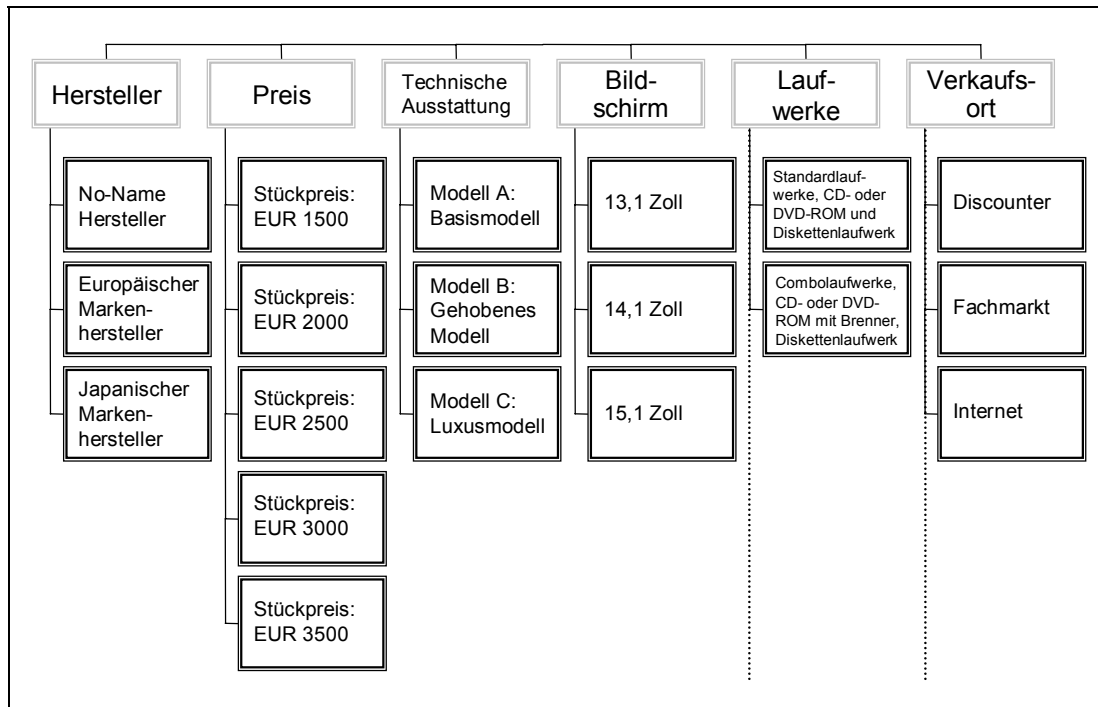 Hersteller
Preis
Technische
Ausstattung
Bild-
schirm
Lauf-
werke
Verkaufs-
ort
No-Name
Hersteller
Europäischer
Marken-
hersteller
Japanischer
Marken-
hersteller
Stückpreis:
EUR 1500
Stückpreis:
EUR 2000
Stückpreis:
EUR 2500
Stückpreis:
EUR 3000
Stückpreis:
EUR 3500
Modell A:
Basismodell
Modell B:
Gehobenes
Modell
Modell C:
Luxusmodell
13,1 Zoll
14,1 Zoll
15,1 Zoll
Standardlauf-
werke, CD- oder
DVD-ROM und
Diskettenlaufwerk
Combolaufwerke,
CD- oder DVD-
ROM mit Brenner,
Diskettenlaufwerk
Discounter
Fachmarkt
Internet